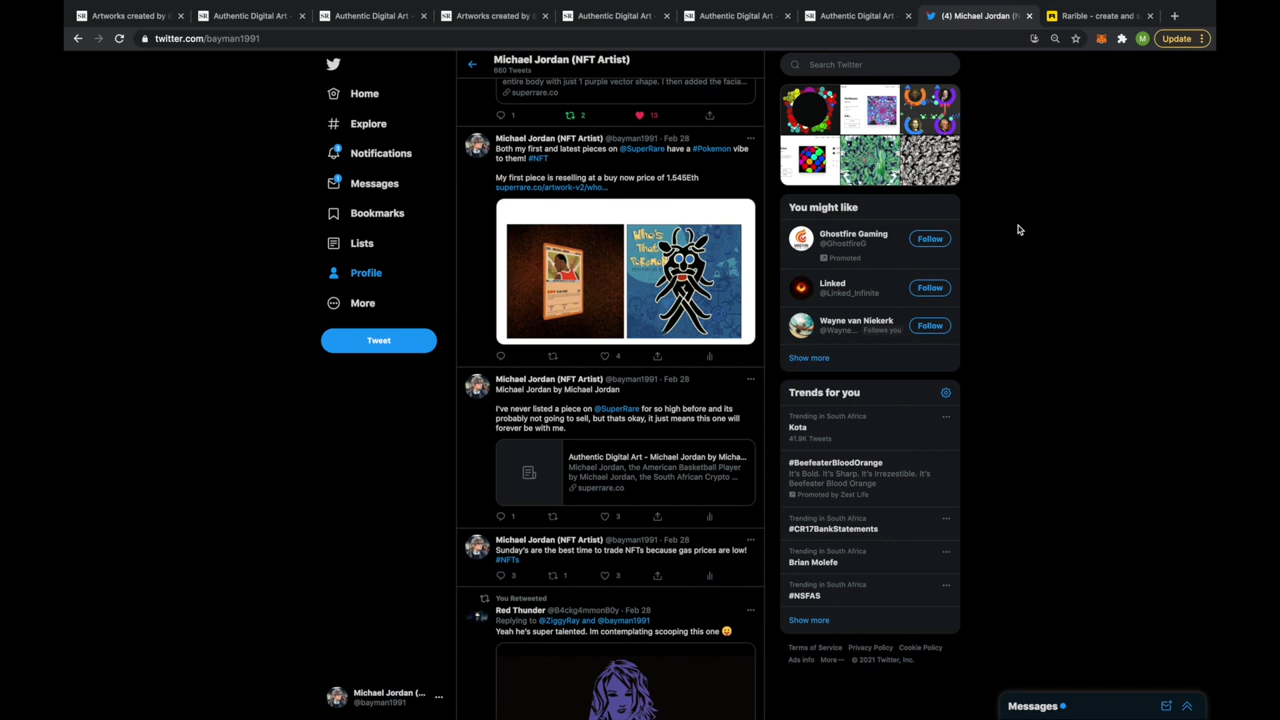 Artworks created by
Authentic Digital Art -
Authentic Digital Art -
Artworks created by
Authentic Digital Art -
Authentic Digital Art -
Authentic Digital Art -
(4) Michael Jordan (N
Rarible - create and s
twitter.com/bayman1991
Update
Home
Explore
Notifications
Messages
Bookmarks
Lists
Profile
More
Tweet
Michael Jordan (...
@bayman1991
Michael Jordan (NFT Artist)
660 Tweets
entire body with just 1 purple vector shape. I then added the facia...
superrare.co
1
2
13
Michael Jordan (NFT Artist) @bayman1991 · Feb 28
Both my first and latest pieces on @SuperRare have a #Pokemon vibe
to them! #NFT
My first piece is reselling at a buy now price of 1.545Eth
superrare.co/artwork-v2/who...
Who's
That
Pokemon
4
Michael Jordan (NFT Artist) @bayman1991 · Feb 28
Michael Jordan by Michael Jordan
I've never listed a piece on @SuperRare for so high before and its
probably not going to sell, but thats okay, it just means this one will
forever be with me.
Authentic Digital Art - Michael Jordan by Micha...
Michael Jordan, the American Basketball Player
by Michael Jordan, the South African Crypto ...
superrare.co
1
3
Michael Jordan (NFT Artist) @bayman1991 · Feb 28
Sunday's are the best time to trade NFTs because gas prices are low!
#NFTs
3
1
3
You Retweeted
Red Thunder @B4ckg4mmonB0y · Feb 28
Replying to @ZiggyRay and @bayman1991
Yeah he's super talented. Im contemplating scooping this one 😀
Search Twitter
You might like
Ghostfire Gaming
@GhostfireG
Promoted
Follow
Linked
@Linked_Infinite
Follow
Wayne van Niekerk
@Wayne... Follows you
Follow
Show more
Trends for you
Trending in South Africa
Kota
41.9K Tweets
#BeefeaterBloodOrange
It's Bold. It's Sharp. It's Irrezestible. It's
Beefeater Blood Orange
Promoted by Zest Life
Trending in South Africa
#CR17BankStatements
Trending in South Africa
Brian Molefe
Trending in South Africa
#NSFAS
Show more
Terms of Service Privacy Policy Cookie Policy
Ads info More··· © 2021 Twitter, Inc.
Messages